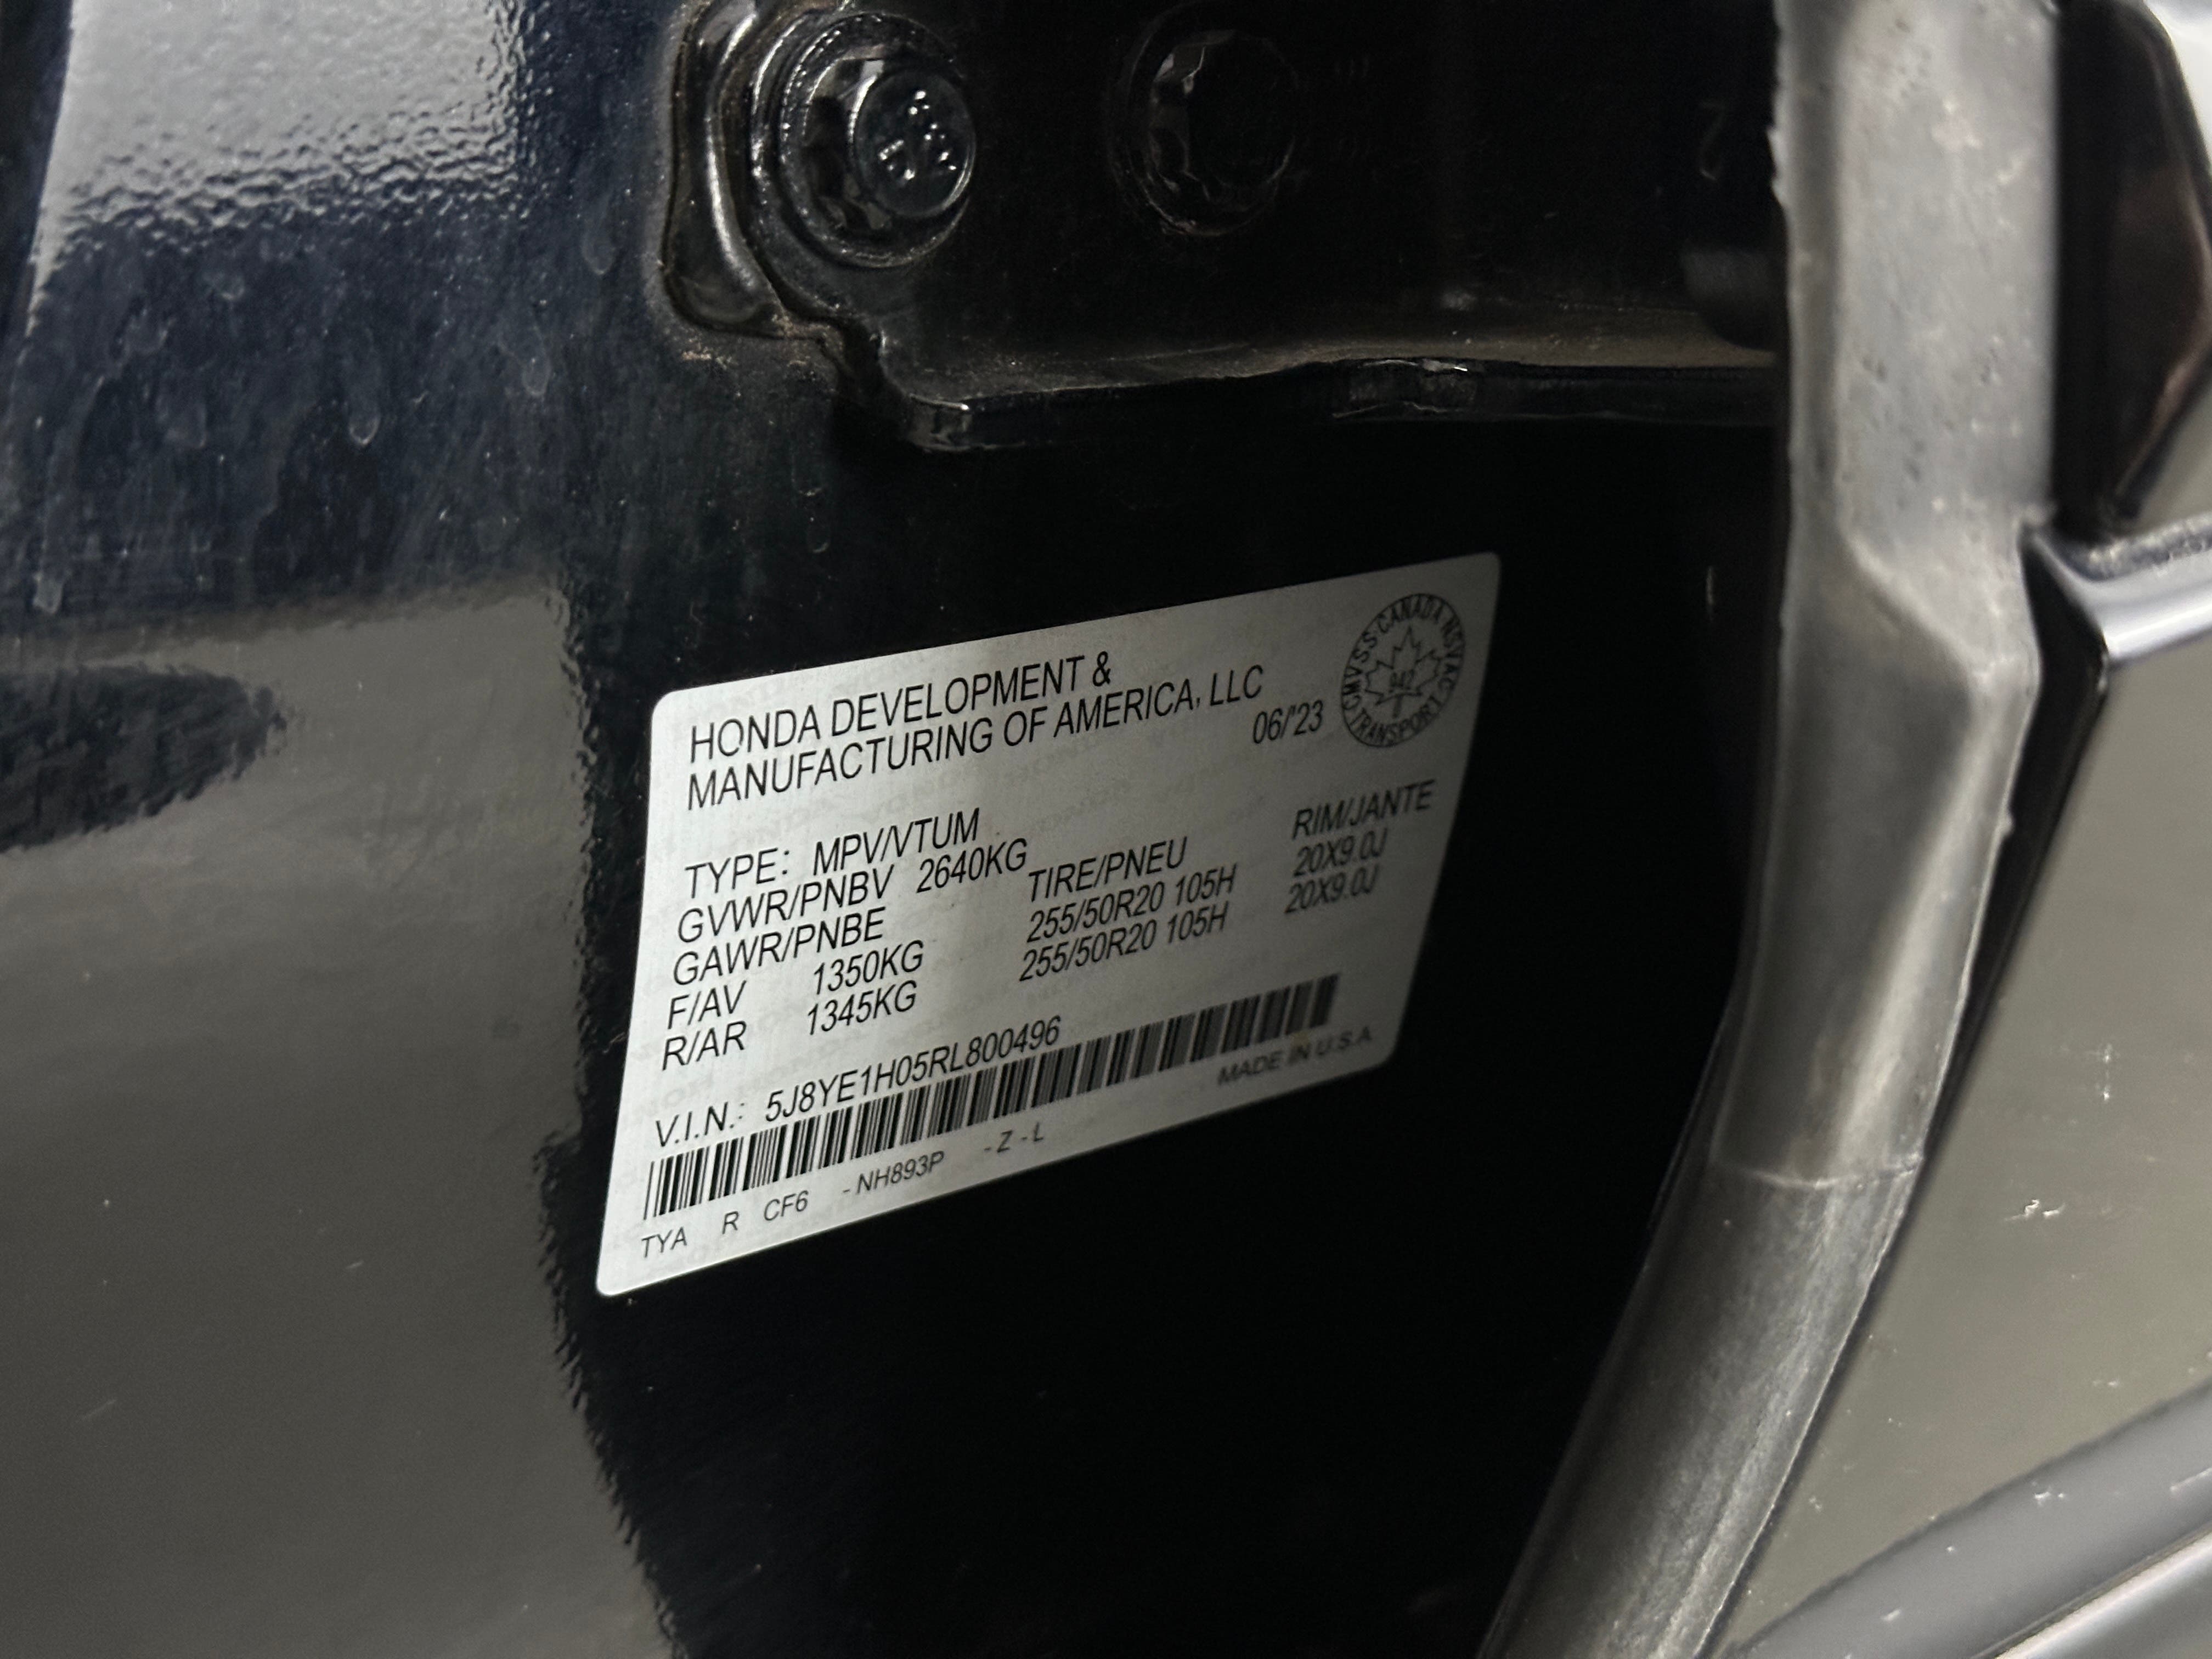 HONDA DEVELOPMENT &
MANUFACTURING OF AMERICA, LLC
06/'23
CMVSS CANADA NSVAC TRANSPORT
942
TYPE: MPV/VTUM
GVWR/PNBV 2640KG
GAWR/PNBE TIRE/PNEU RIM/JANTE
F/AV 1350KG 255/50R20 105H 20X9.0J
R/AR 1345KG 255/50R20 105H 20X9.0J
V.I.N.: 5J8YE1H05RL800496
MADE IN U.S.A
TYA R CF6 -NH893P -Z-L